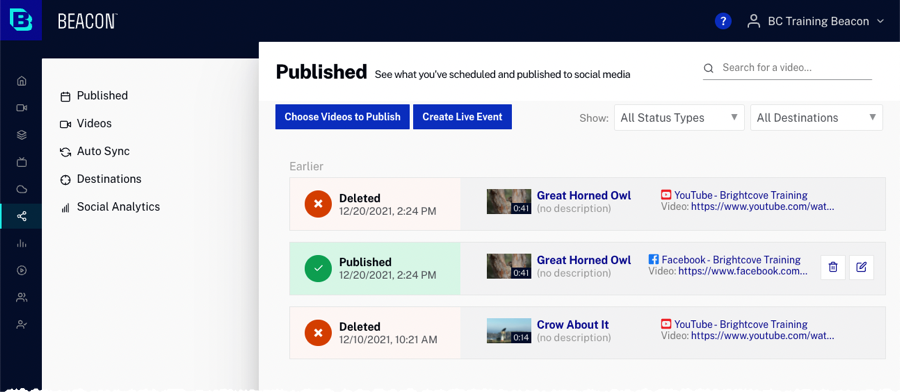 BEACON
? BC Training Beacon
Published
Videos
Auto Sync
Destinations
Social Analytics
Published See what you've scheduled and published to social media
Search for a video...
Choose Videos to Publish Create Live Event Show: All Status Types All Destinations
Earlier
Deleted
12/20/2021, 2:24 PM
0:41
Great Horned Owl
(no description)
YouTube - Brightcove Training
Video: https://www.youtube.com/wat...
Published
12/20/2021, 2:24 PM
0:41
Great Horned Owl
(no description)
Facebook - Brightcove Training
Video: https://www.facebook.com...
Deleted
12/10/2021, 10:21 AM
0:14
Crow About It
(no description)
YouTube - Brightcove Training
Video: https://www.youtube.com/wat...